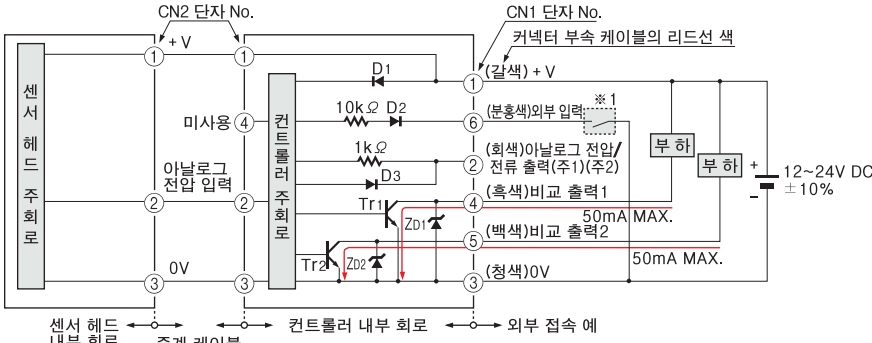 CN2 단자 No.
CN1 단자 No.
커넥터 부속 케이블의 리드선 색
+ V
1
1
D1
1
(갈색)+ V
센서 헤드 주회로
미사용
4
컨트롤러 주회로
10kΩ
D2
6
(분홍색)외부 입력
※1
1kΩ
D3
2
(회색)아날로그 전압/
전류 출력(주1)(주2)
부하
부하
+
-
12~24V DC
±10%
아날로그
전압 입력
2
2
Tr1
ZD1
4
(흑색)비교 출력1
50mA MAX.
Tr2
ZD2
5
(백색)비교 출력2
50mA MAX.
3
0V
3
3
(청색)0V
센서 헤드
내부 회로
중계 케이블
컨트롤러 내부 회로
외부 접속 예